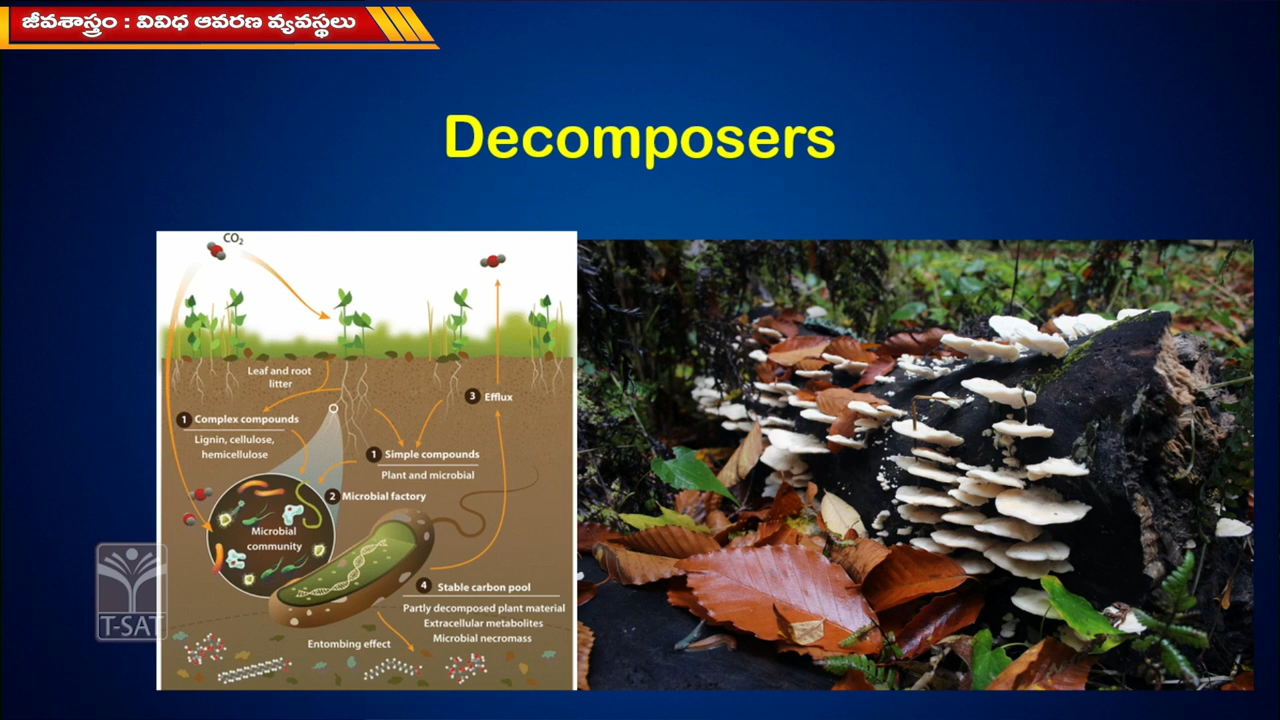 జీవశాస్త్రం : వివిధ ఆవరణ వ్యవస్థలు
Decomposers
CO₂
Leaf and root
litter
3 Efflux
1 Complex compounds
Lignin, cellulose,
hemicellulose
1 Simple compounds
Plant and microbial
2 Microbial factory
Microbial
community
4 Stable carbon pool
Partly decomposed plant material
Extracellular metabolites
Microbial necromass
Entombing effect
T-SAT